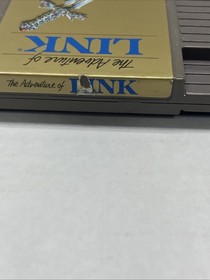 The Adventure of
LINK®
The Adventure of LINK